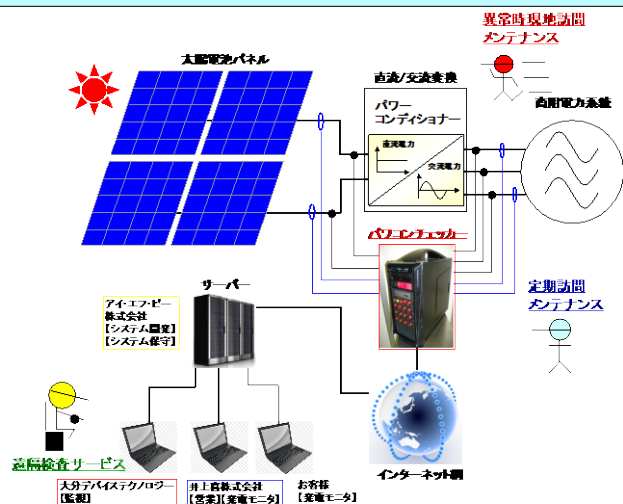 異常時現地訪問
メンテナンス
太陽電池パネル
直流/交流変換
商用電力系統
パワー
コンディショナー
直流電力
交流電力
パワコンチェッカー
サーバー
アイ・エフ・ピー
株式会社
【システム開発】
【システム保守】
定期訪問
メンテナンス
遠隔検査サービス
インターネット網
大分デバイステクノロジー
【監視】
井上喜株式会社
【営業】【発電モニタ】
お客様
【発電モニタ】